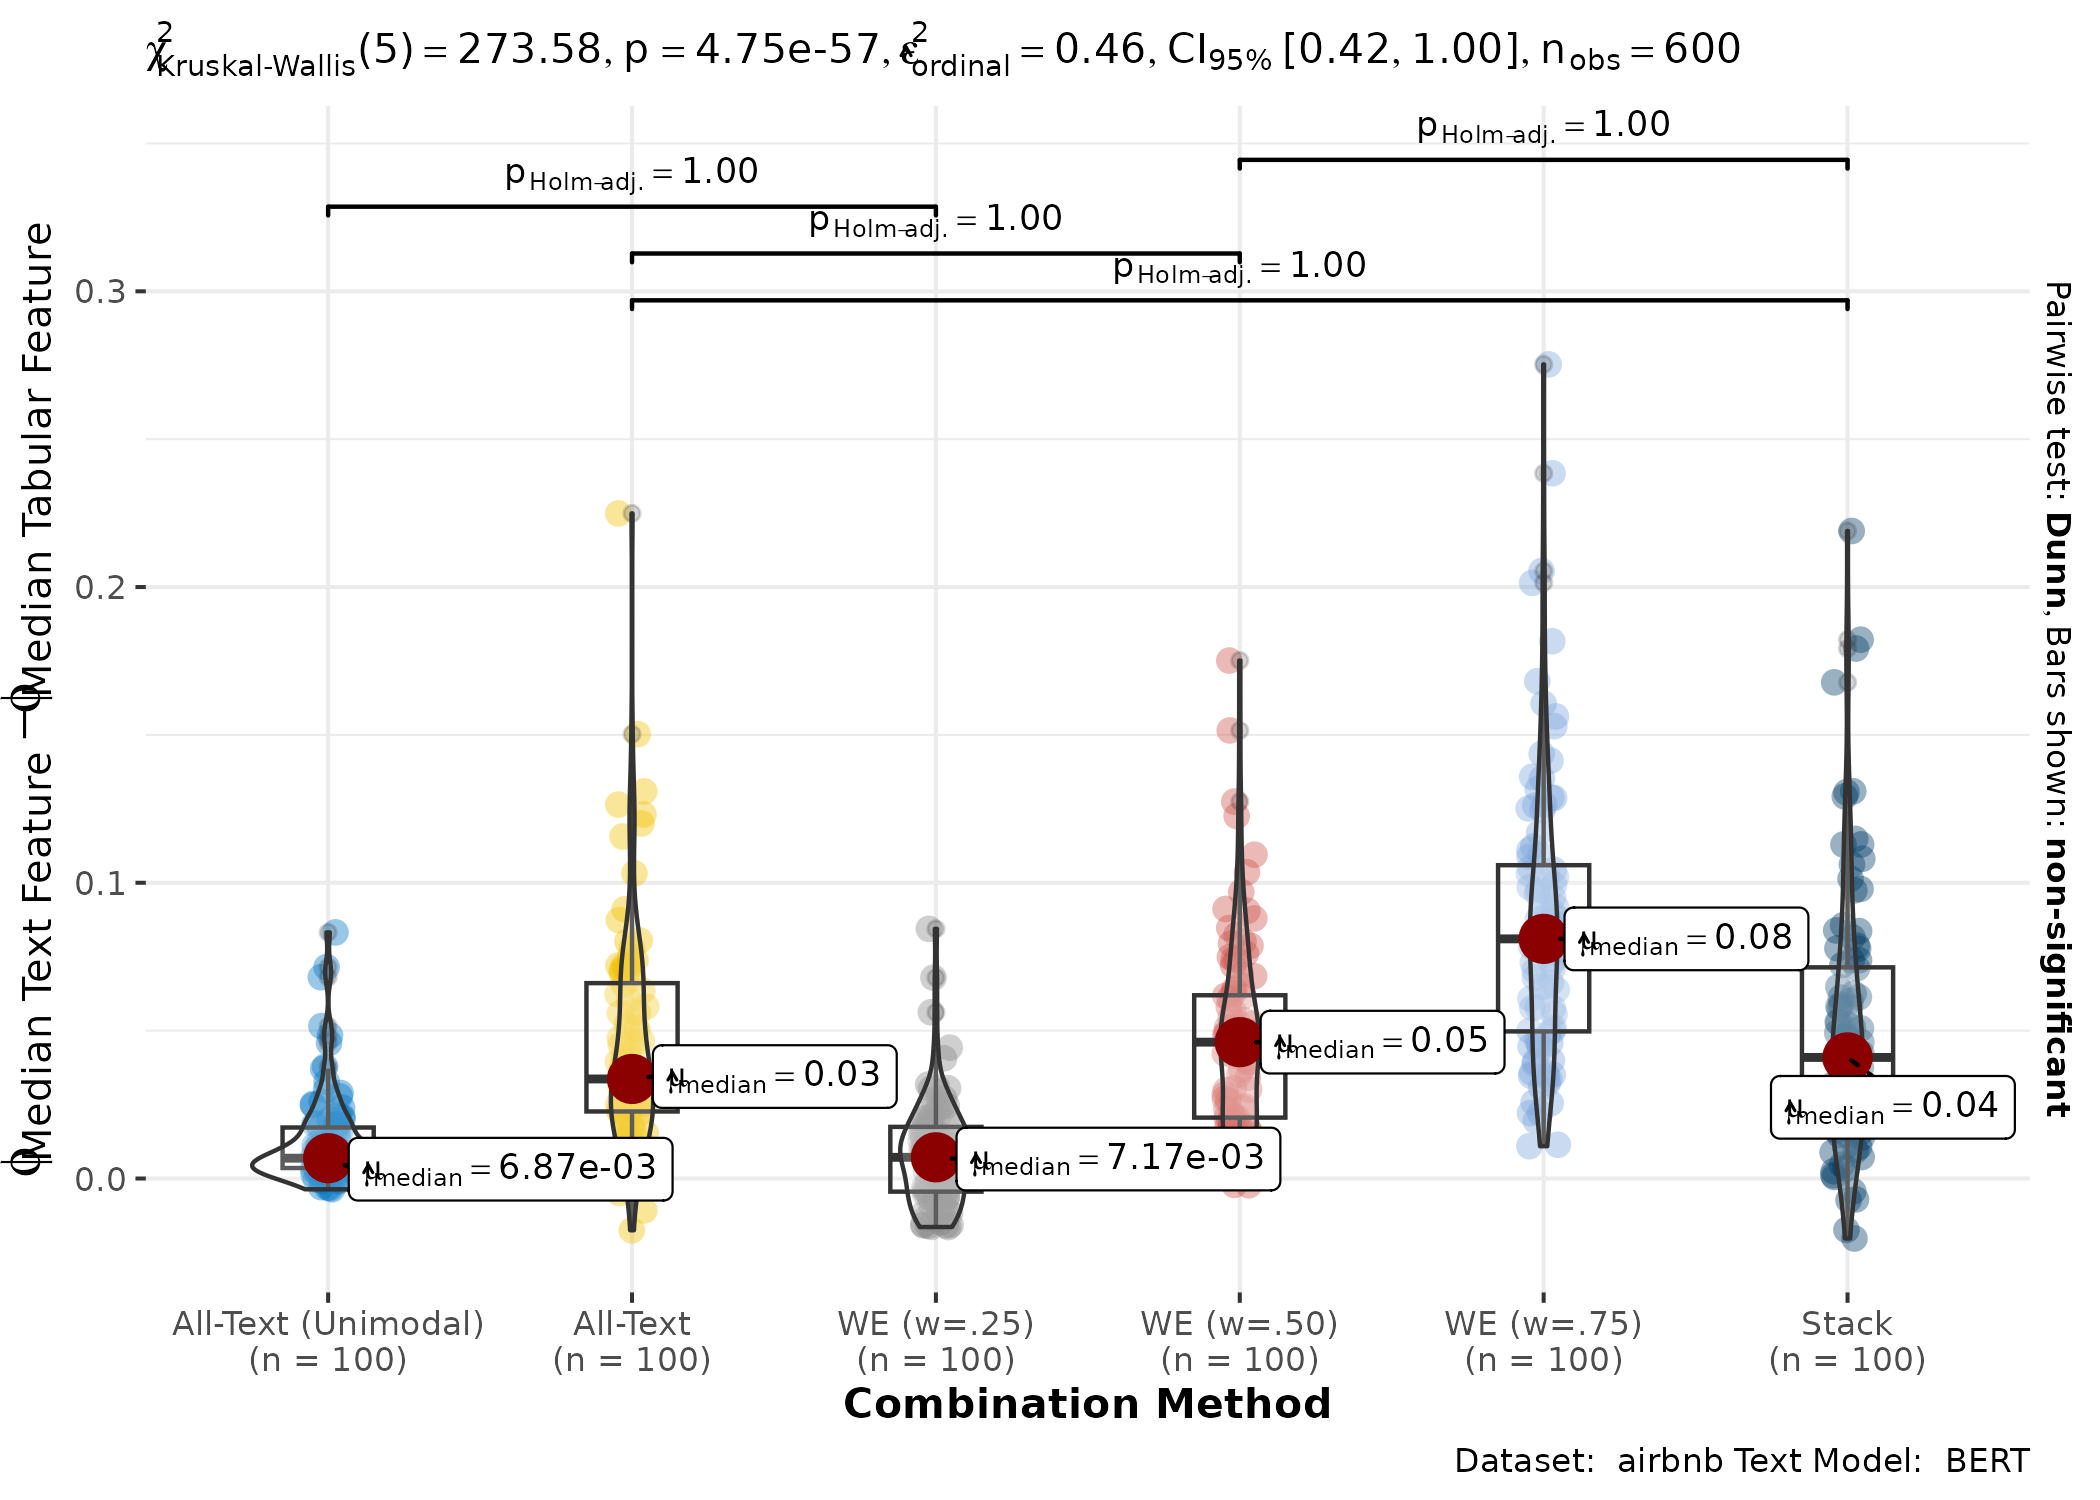 χ²Kruskal-Wallis(5) = 273.58, p = 4.75e-57, ε²ordinal = 0.46, CI95% [0.42, 1.00], nobs = 600
pHolm-adj. = 1.00
pHolm-adj. = 1.00
pHolm-adj. = 1.00
pHolm-adj. = 1.00
|ϕ|Median Text Feature − |ϕ|Median Tabular Feature
0.3
0.2
0.1
0.0
μ̂median = 6.87e-03
μ̂median = 0.03
μ̂median = 7.17e-03
μ̂median = 0.05
μ̂median = 0.08
μ̂median = 0.04
Pairwise test: Dunn, Bars shown: non-significant
All-Text (Unimodal)
(n = 100)
All-Text
(n = 100)
WE (w=.25)
(n = 100)
WE (w=.50)
(n = 100)
WE (w=.75)
(n = 100)
Stack
(n = 100)
Combination Method
Dataset:  airbnb Text Model:  BERT